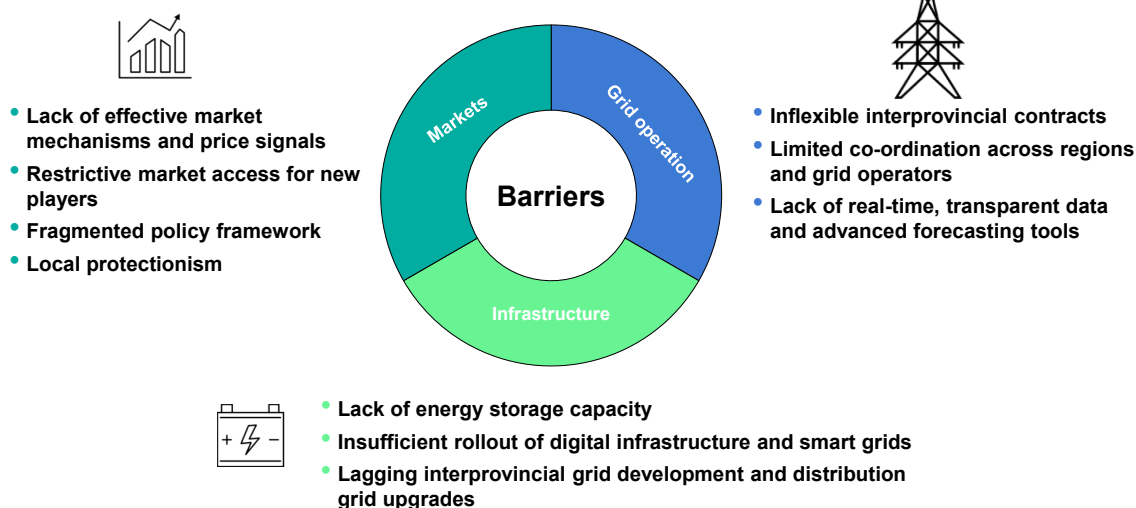 Markets
Grid operation
Barriers
Infrastructure
• Lack of effective market
mechanisms and price signals
• Restrictive market access for new
players
• Fragmented policy framework
• Local protectionism
• Inflexible interprovincial contracts
• Limited co-ordination across regions
and grid operators
• Lack of real-time, transparent data
and advanced forecasting tools
+ −
• Lack of energy storage capacity
• Insufficient rollout of digital infrastructure and smart grids
• Lagging interprovincial grid development and distribution
grid upgrades